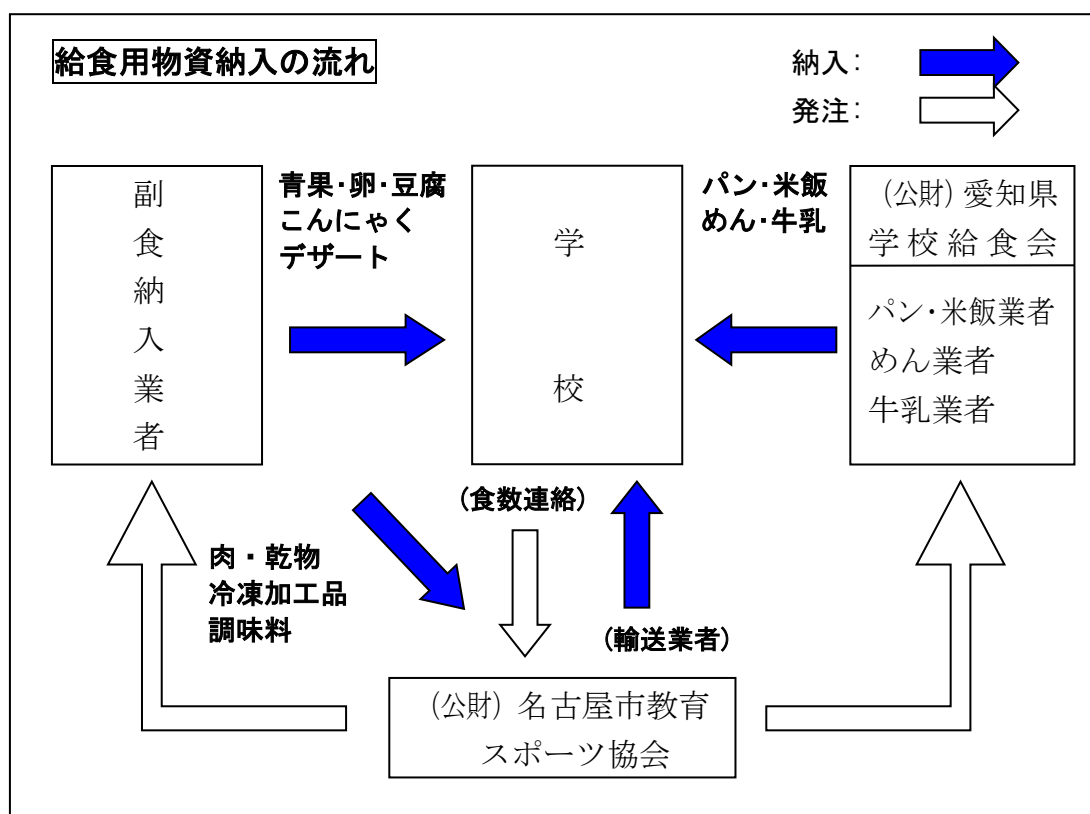 給食用物資納入の流れ
納入：
発注：
副食納入業者
青果・卵・豆腐
こんにゃく
デザート
学校
パン・米飯
めん・牛乳
（公財）愛知県
学校給食会
パン・米飯業者
めん業者
牛乳業者
（食数連絡）
肉・乾物
冷凍加工品
調味料
（輸送業者）
（公財）名古屋市教育
スポーツ協会